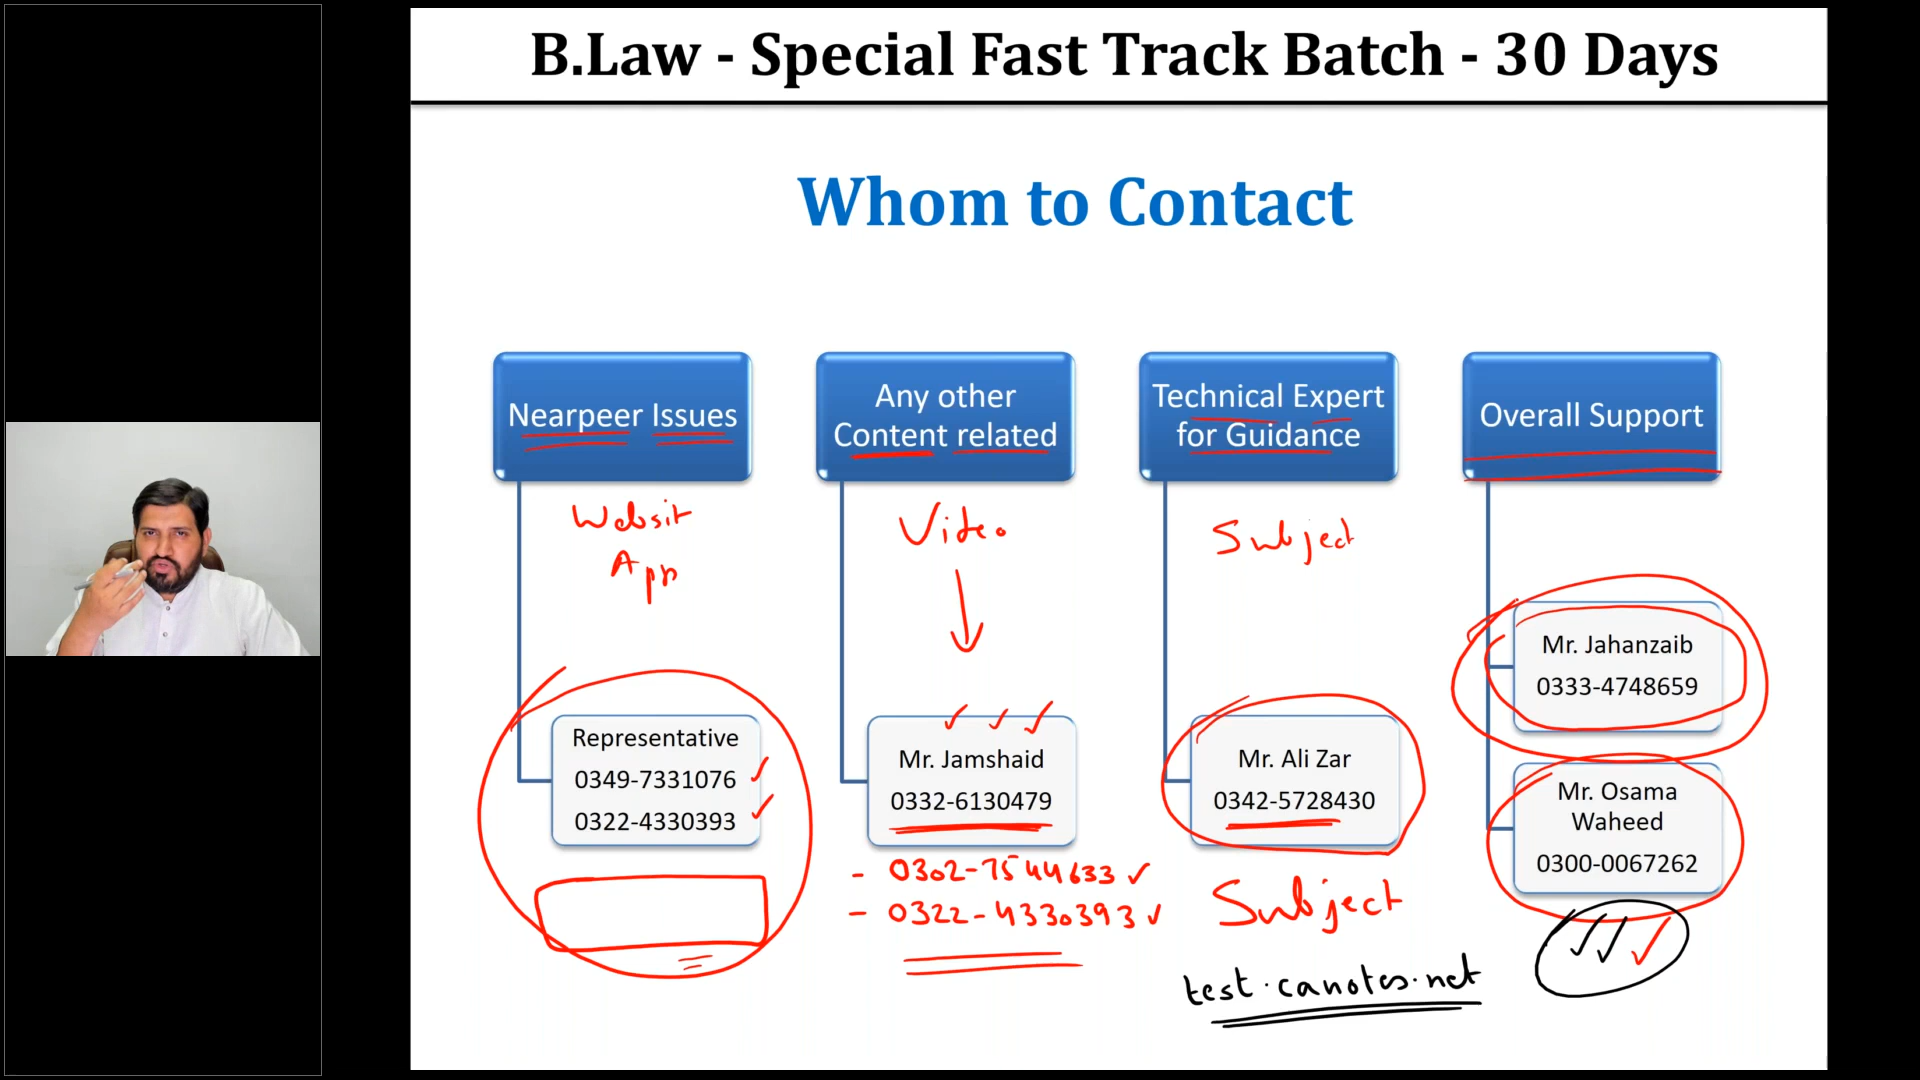 B.Law - Special Fast Track Batch - 30 Days
Whom to Contact
Nearpeer Issues
Websit
App
Representative
0349-7331076
0322-4330393
Any other
Content related
Video
Mr. Jamshaid
0332-6130479
- 0302-7544633
- 0322-4330393
Technical Expert
for Guidance
Subject
Mr. Ali Zar
0342-5728430
Subject
test.canotes.net
Overall Support
Mr. Jahanzaib
0333-4748659
Mr. Osama
Waheed
0300-0067262